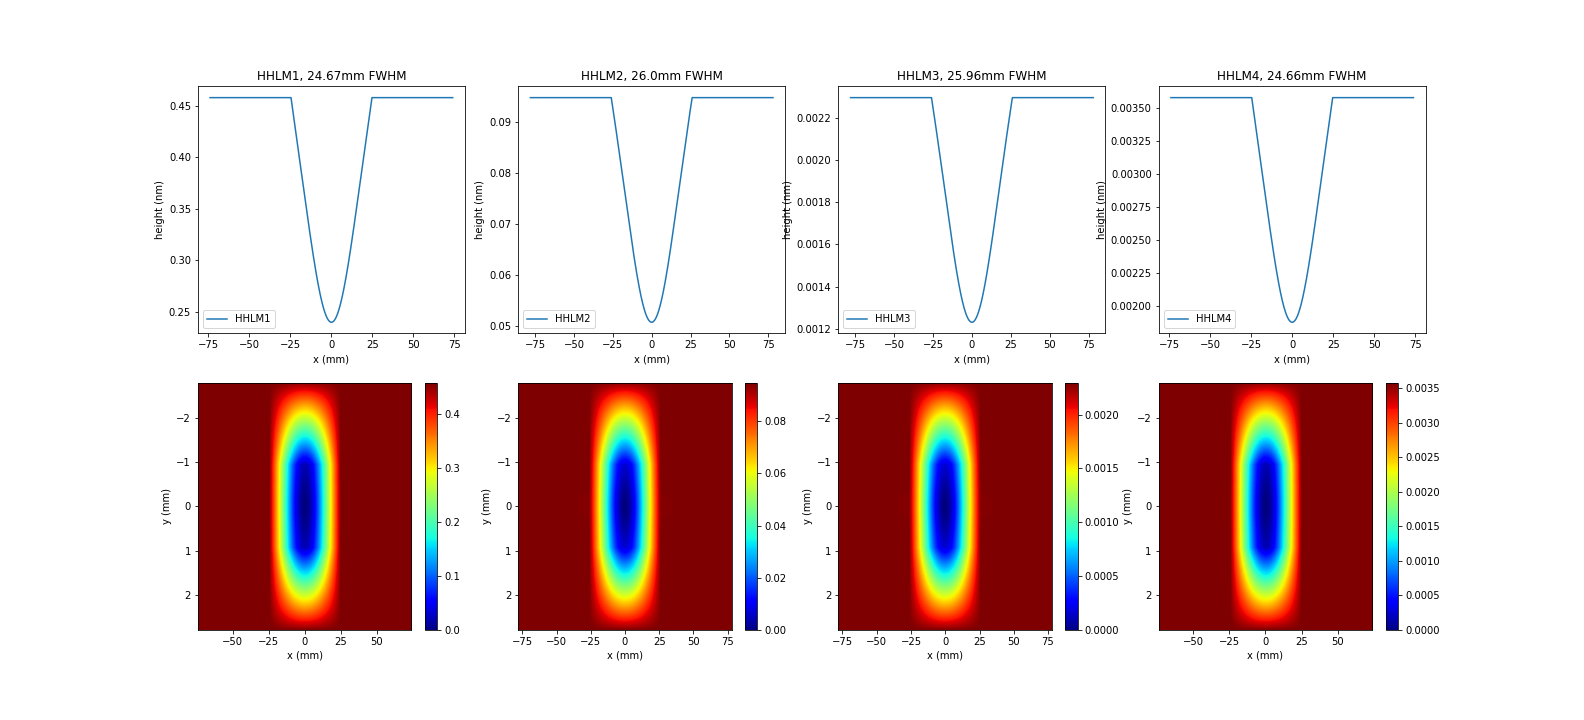 HHLM1, 24.67mm FWHM
0.45
0.40
0.35
0.30
0.25
height (nm)
HHLM1
−75 −50 −25 0 25 50 75
x (mm)
HHLM2, 26.0mm FWHM
0.09
0.08
0.07
0.06
0.05
height (nm)
HHLM2
−75 −50 −25 0 25 50 75
x (mm)
HHLM3, 25.96mm FWHM
0.0022
0.0020
0.0018
0.0016
0.0014
0.0012
height (nm)
HHLM3
−75 −50 −25 0 25 50 75
x (mm)
HHLM4, 24.66mm FWHM
0.00350
0.00325
0.00300
0.00275
0.00250
0.00225
0.00200
height (nm)
HHLM4
−75 −50 −25 0 25 50 75
x (mm)
−2
−1
0
1
2
y (mm)
−50 −25 0 25 50
x (mm)
0.4
0.3
0.2
0.1
0.0
−2
−1
0
1
2
y (mm)
−75 −50 −25 0 25 50 75
x (mm)
0.08
0.06
0.04
0.02
0.00
−2
−1
0
1
2
y (mm)
−75 −50 −25 0 25 50 75
x (mm)
0.0020
0.0015
0.0010
0.0005
0.0000
−2
−1
0
1
2
y (mm)
−50 −25 0 25 50
x (mm)
0.0035
0.0030
0.0025
0.0020
0.0015
0.0010
0.0005
0.0000